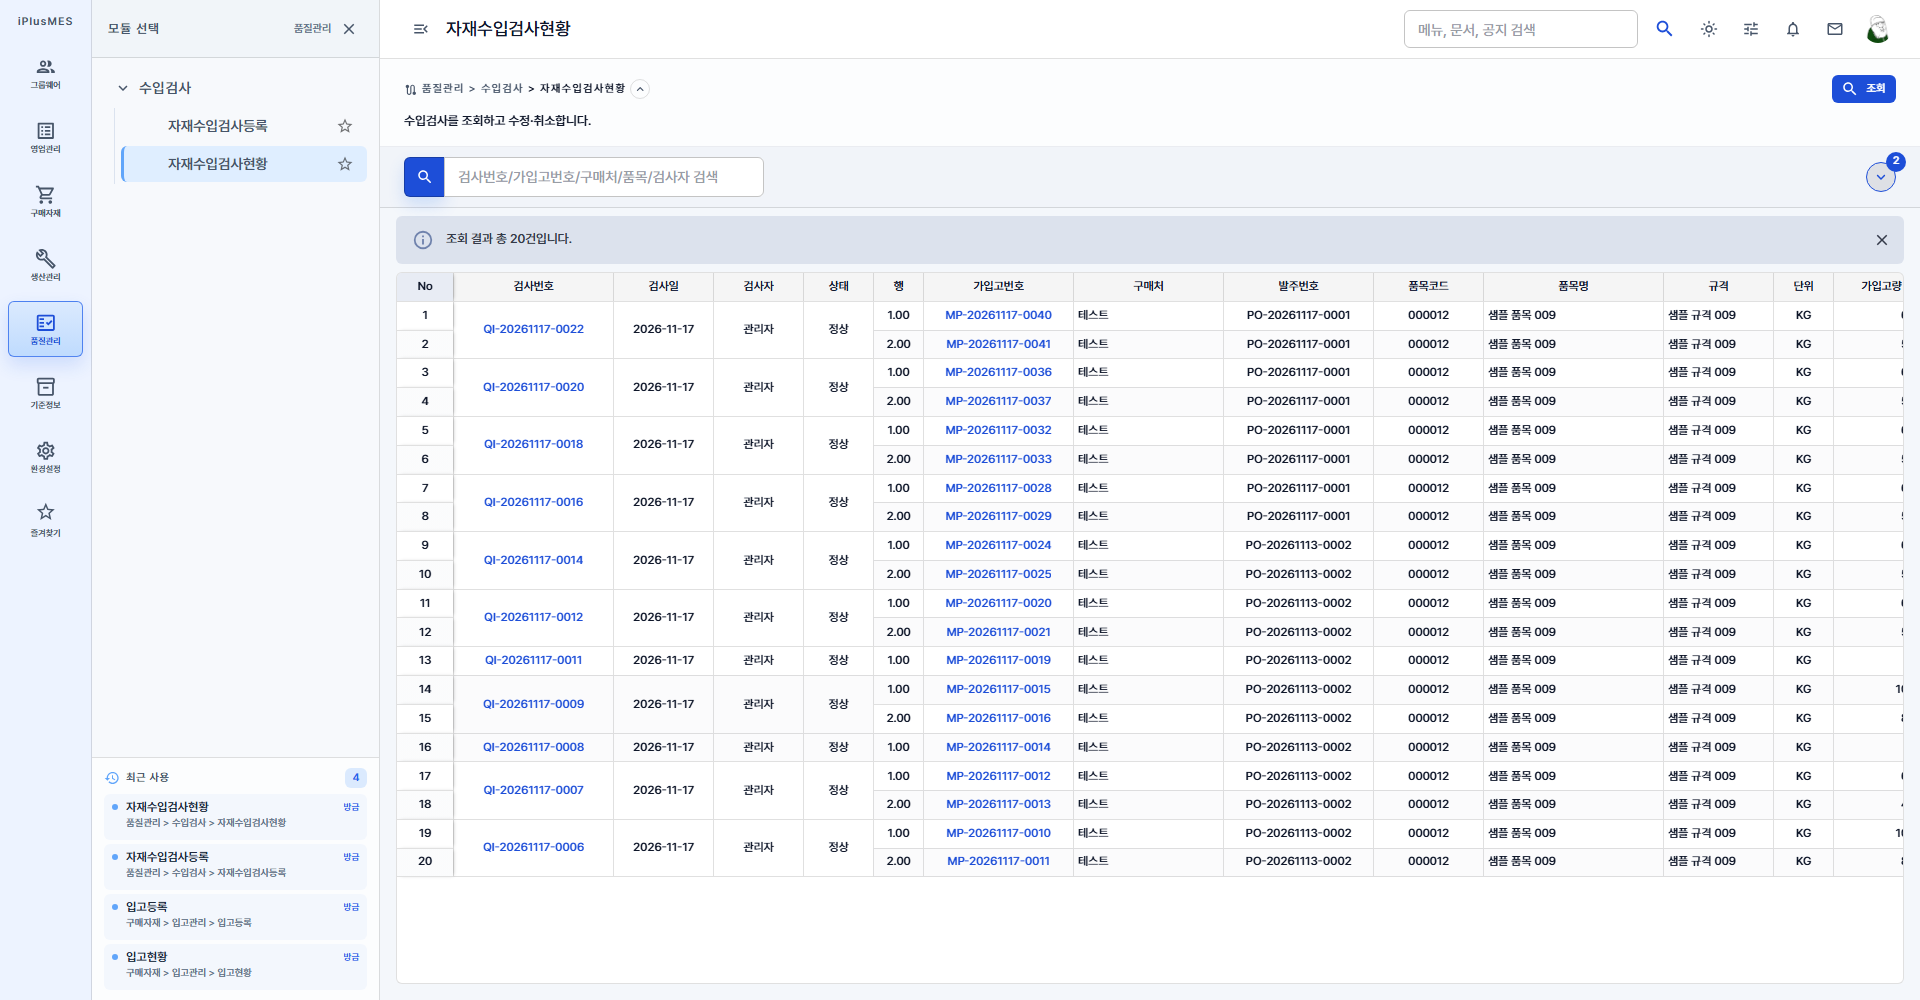 iPlusMES
그룹웨어
영업관리
구매자재
생산관리
품질관리
기준정보
환경설정
즐겨찾기
모듈 선택
품질관리
수입검사
자재수입검사등록
자재수입검사현황
최근 사용
4
자재수입검사현황 방금
품질관리 > 수입검사 > 자재수입검사현황
자재수입검사등록 방금
품질관리 > 수입검사 > 자재수입검사등록
입고등록 방금
구매자재 > 입고관리 > 입고등록
입고현황 방금
구매자재 > 입고관리 > 입고현황
자재수입검사현황
메뉴, 문서, 공지 검색
품질관리 > 수입검사 > 자재수입검사현황
조회
수입검사를 조회하고 수정·취소합니다.
검사번호/가입고번호/구매처/품목/검사자 검색
2
조회 결과 총 20건입니다.
No 검사번호 검사일 검사자 상태 행 가입고번호 구매처 발주번호 품목코드 품목명 규격 단위 가입고량
1 QI-20261117-0022 2026-11-17 관리자 정상 1.00 MP-20261117-0040 테스트 PO-20261117-0001 000012 샘플 품목 009 샘플 규격 009 KG
2 2.00 MP-20261117-0041 테스트 PO-20261117-0001 000012 샘플 품목 009 샘플 규격 009 KG
3 QI-20261117-0020 2026-11-17 관리자 정상 1.00 MP-20261117-0036 테스트 PO-20261117-0001 000012 샘플 품목 009 샘플 규격 009 KG
4 2.00 MP-20261117-0037 테스트 PO-20261117-0001 000012 샘플 품목 009 샘플 규격 009 KG
5 QI-20261117-0018 2026-11-17 관리자 정상 1.00 MP-20261117-0032 테스트 PO-20261117-0001 000012 샘플 품목 009 샘플 규격 009 KG
6 2.00 MP-20261117-0033 테스트 PO-20261117-0001 000012 샘플 품목 009 샘플 규격 009 KG
7 QI-20261117-0016 2026-11-17 관리자 정상 1.00 MP-20261117-0028 테스트 PO-20261117-0001 000012 샘플 품목 009 샘플 규격 009 KG
8 2.00 MP-20261117-0029 테스트 PO-20261117-0001 000012 샘플 품목 009 샘플 규격 009 KG
9 QI-20261117-0014 2026-11-17 관리자 정상 1.00 MP-20261117-0024 테스트 PO-20261113-0002 000012 샘플 품목 009 샘플 규격 009 KG
10 2.00 MP-20261117-0025 테스트 PO-20261113-0002 000012 샘플 품목 009 샘플 규격 009 KG
11 QI-20261117-0012 2026-11-17 관리자 정상 1.00 MP-20261117-0020 테스트 PO-20261113-0002 000012 샘플 품목 009 샘플 규격 009 KG
12 2.00 MP-20261117-0021 테스트 PO-20261113-0002 000012 샘플 품목 009 샘플 규격 009 KG
13 QI-20261117-0011 2026-11-17 관리자 정상 1.00 MP-20261117-0019 테스트 PO-20261113-0002 000012 샘플 품목 009 샘플 규격 009 KG
14 QI-20261117-0009 2026-11-17 관리자 정상 1.00 MP-20261117-0015 테스트 PO-20261113-0002 000012 샘플 품목 009 샘플 규격 009 KG
15 2.00 MP-20261117-0016 테스트 PO-20261113-0002 000012 샘플 품목 009 샘플 규격 009 KG
16 QI-20261117-0008 2026-11-17 관리자 정상 1.00 MP-20261117-0014 테스트 PO-20261113-0002 000012 샘플 품목 009 샘플 규격 009 KG
17 QI-20261117-0007 2026-11-17 관리자 정상 1.00 MP-20261117-0012 테스트 PO-20261113-0002 000012 샘플 품목 009 샘플 규격 009 KG
18 2.00 MP-20261117-0013 테스트 PO-20261113-0002 000012 샘플 품목 009 샘플 규격 009 KG
19 QI-20261117-0006 2026-11-17 관리자 정상 1.00 MP-20261117-0010 테스트 PO-20261113-0002 000012 샘플 품목 009 샘플 규격 009 KG
20 2.00 MP-20261117-0011 테스트 PO-20261113-0002 000012 샘플 품목 009 샘플 규격 009 KG